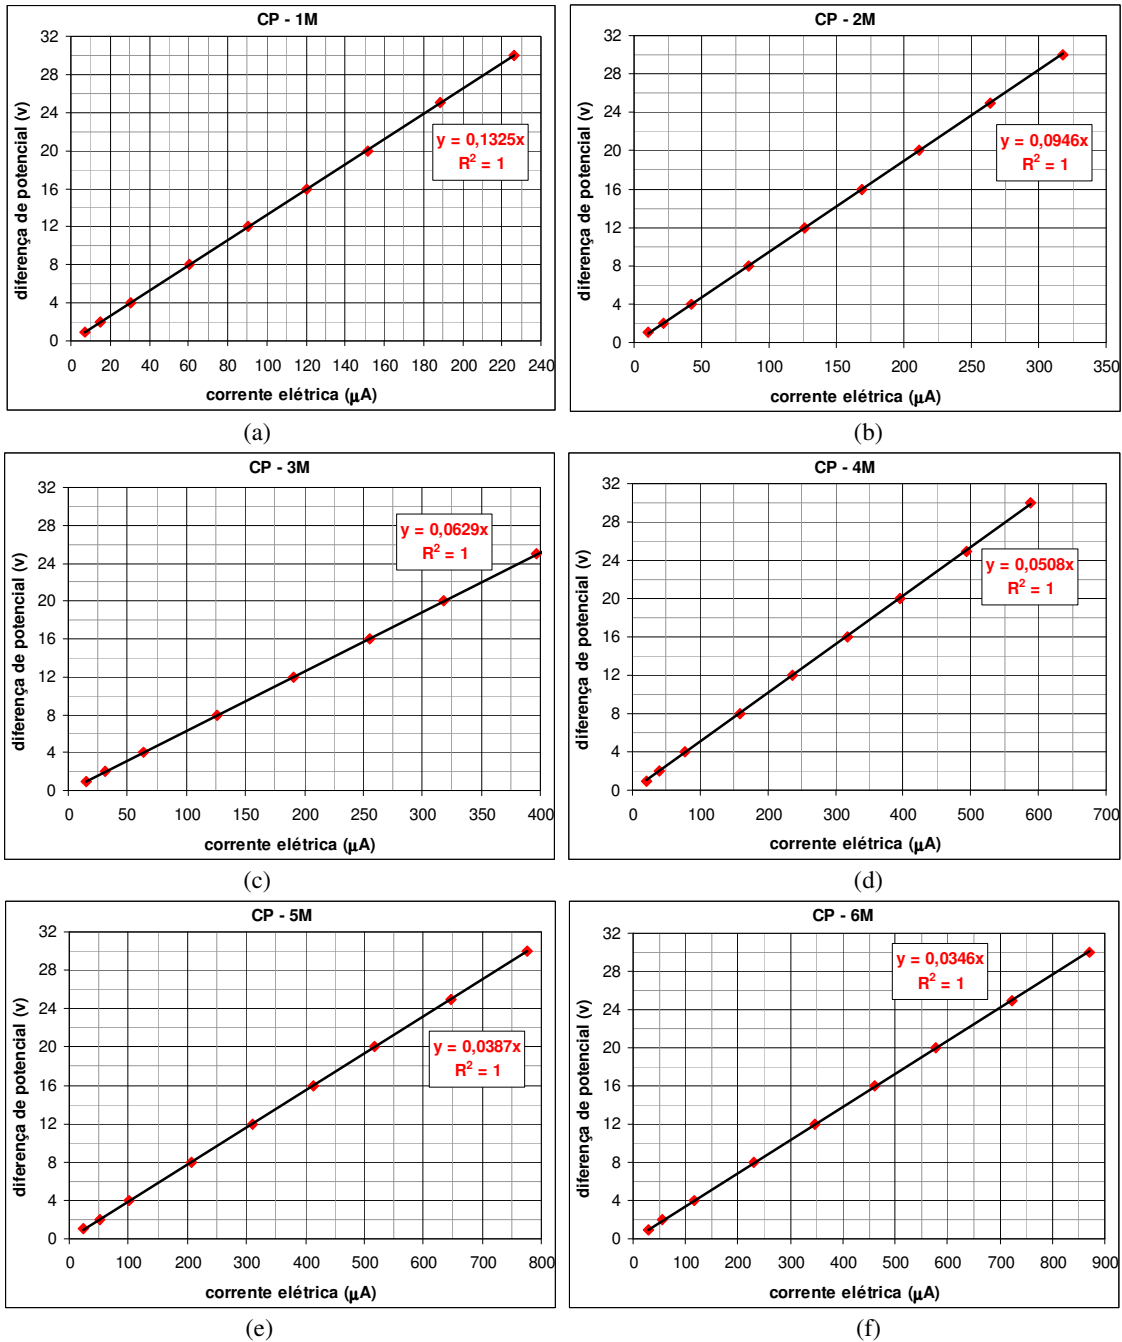 CP - 1M
32
28
24
20
16
12
8
4
0
diferença de potencial (v)
y = 0,1325x
R² = 1
0 20 40 60 80 100 120 140 160 180 200 220 240
corrente elétrica (µA)
(a)
CP - 2M
32
28
24
20
16
12
8
4
0
diferença de potencial (v)
y = 0,0946x
R² = 1
0 50 100 150 200 250 300 350
corrente elétrica (µA)
(b)
CP - 3M
32
28
24
20
16
12
8
4
0
diferença de potencial (v)
y = 0,0629x
R² = 1
0 50 100 150 200 250 300 350 400
corrente elétrica (µA)
(c)
CP - 4M
32
28
24
20
16
12
8
4
0
diferença de potencial (v)
y = 0,0508x
R² = 1
0 100 200 300 400 500 600 700
corrente elétrica (µA)
(d)
CP - 5M
32
28
24
20
16
12
8
4
0
diferença de potencial (v)
y = 0,0387x
R² = 1
0 100 200 300 400 500 600 700 800
corrente elétrica (µA)
(e)
CP - 6M
32
28
24
20
16
12
8
4
0
diferença de potencial (v)
y = 0,0346x
R² = 1
0 100 200 300 400 500 600 700 800 900
corrente elétrica (µA)
(f)